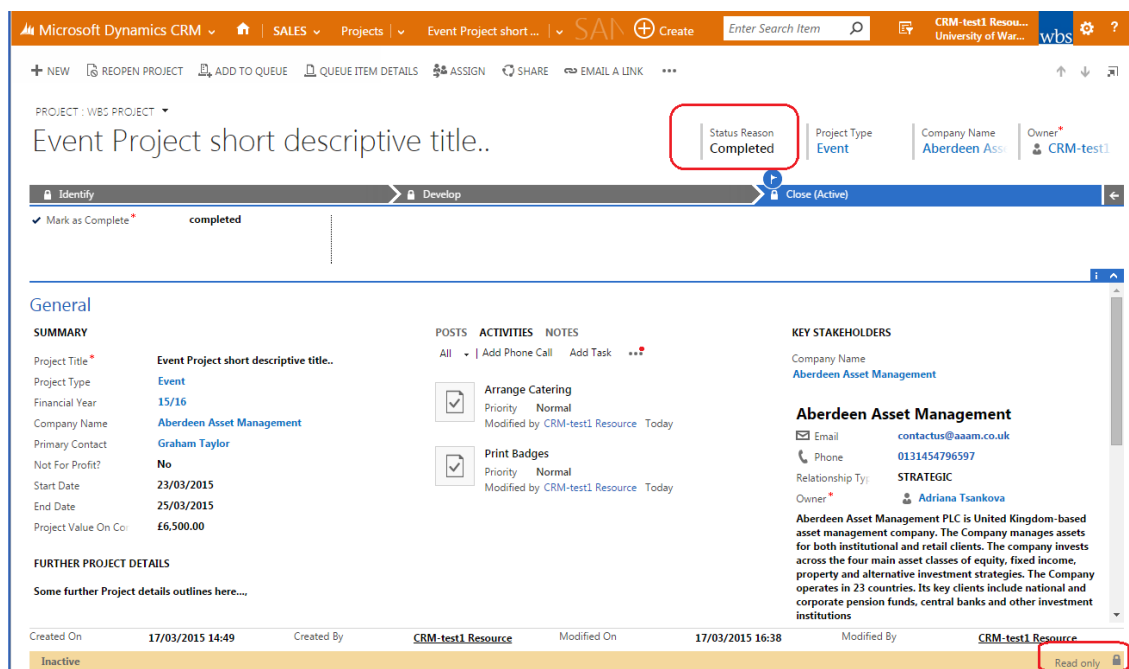 Microsoft Dynamics CRM SALES Projects Event Project short ... SAN Create Enter Search Item CRM-test1 Resou... University of War... wbs ?
NEW REOPEN PROJECT ADD TO QUEUE QUEUE ITEM DETAILS ASSIGN SHARE EMAIL A LINK ...
PROJECT : WBS PROJECT
Event Project short descriptive title..
Status Reason Project Type Company Name Owner*
Completed Event Aberdeen Ass CRM-test1
Identify Develop Close (Active)
Mark as Complete* completed
General
SUMMARY
Project Title* Event Project short descriptive title..
Project Type Event
Financial Year 15/16
Company Name Aberdeen Asset Management
Primary Contact Graham Taylor
Not For Profit? No
Start Date 23/03/2015
End Date 25/03/2015
Project Value On Co £6,500.00
FURTHER PROJECT DETAILS
Some further Project details outlines here...,
POSTS ACTIVITIES NOTES
All | Add Phone Call Add Task ...
Arrange Catering
Priority Normal
Modified by CRM-test1 Resource Today
Print Badges
Priority Normal
Modified by CRM-test1 Resource Today
KEY STAKEHOLDERS
Company Name
Aberdeen Asset Management
Aberdeen Asset Management
Email contactus@aaam.co.uk
Phone 0131454796597
Relationship Ty STRATEGIC
Owner* Adriana Tsankova
Aberdeen Asset Management PLC is United Kingdom-based
asset management company. The Company manages assets
for both institutional and retail clients. The company invests
across the four main asset classes of equity, fixed income,
property and alternative investment strategies. The Company
operates in 23 countries. Its key clients include national and
corporate pension funds, central banks and other investment
institutions
Created On 17/03/2015 14:49 Created By CRM-test1 Resource Modified On 17/03/2015 16:38 Modified By CRM-test1 Resource
Inactive Read only